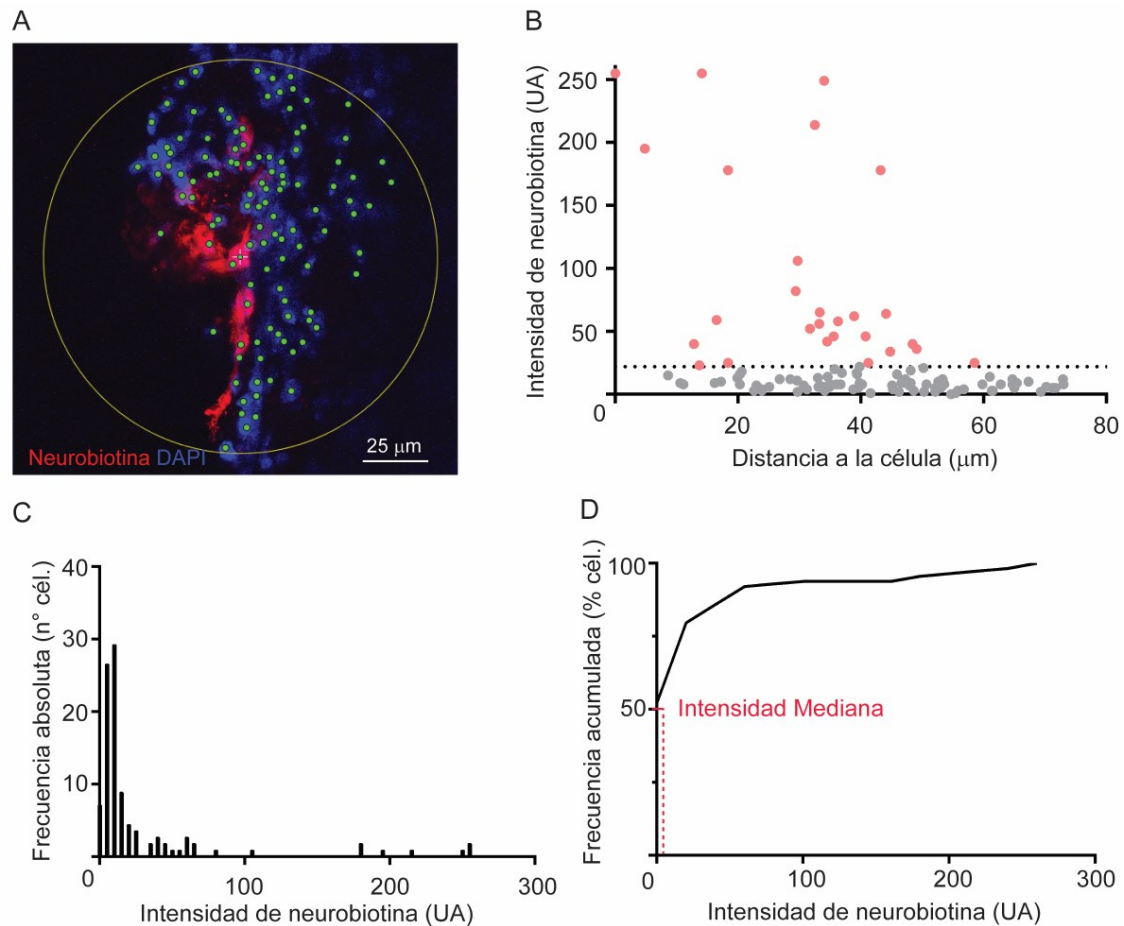 A
Neurobiotina DAPI
25 μm
B
Intensidad de neurobiotina (UA)
250
200
150
100
50
0
20
40
60
80
Distancia a la célula (μm)
C
Frecuencia absoluta (n° cél.)
40
30
20
10
0
100
200
300
Intensidad de neurobiotina (UA)
D
Frecuencia acumulada (% cél.)
100
50
Intensidad Mediana
0
100
200
300
Intensidad de neurobiotina (UA)